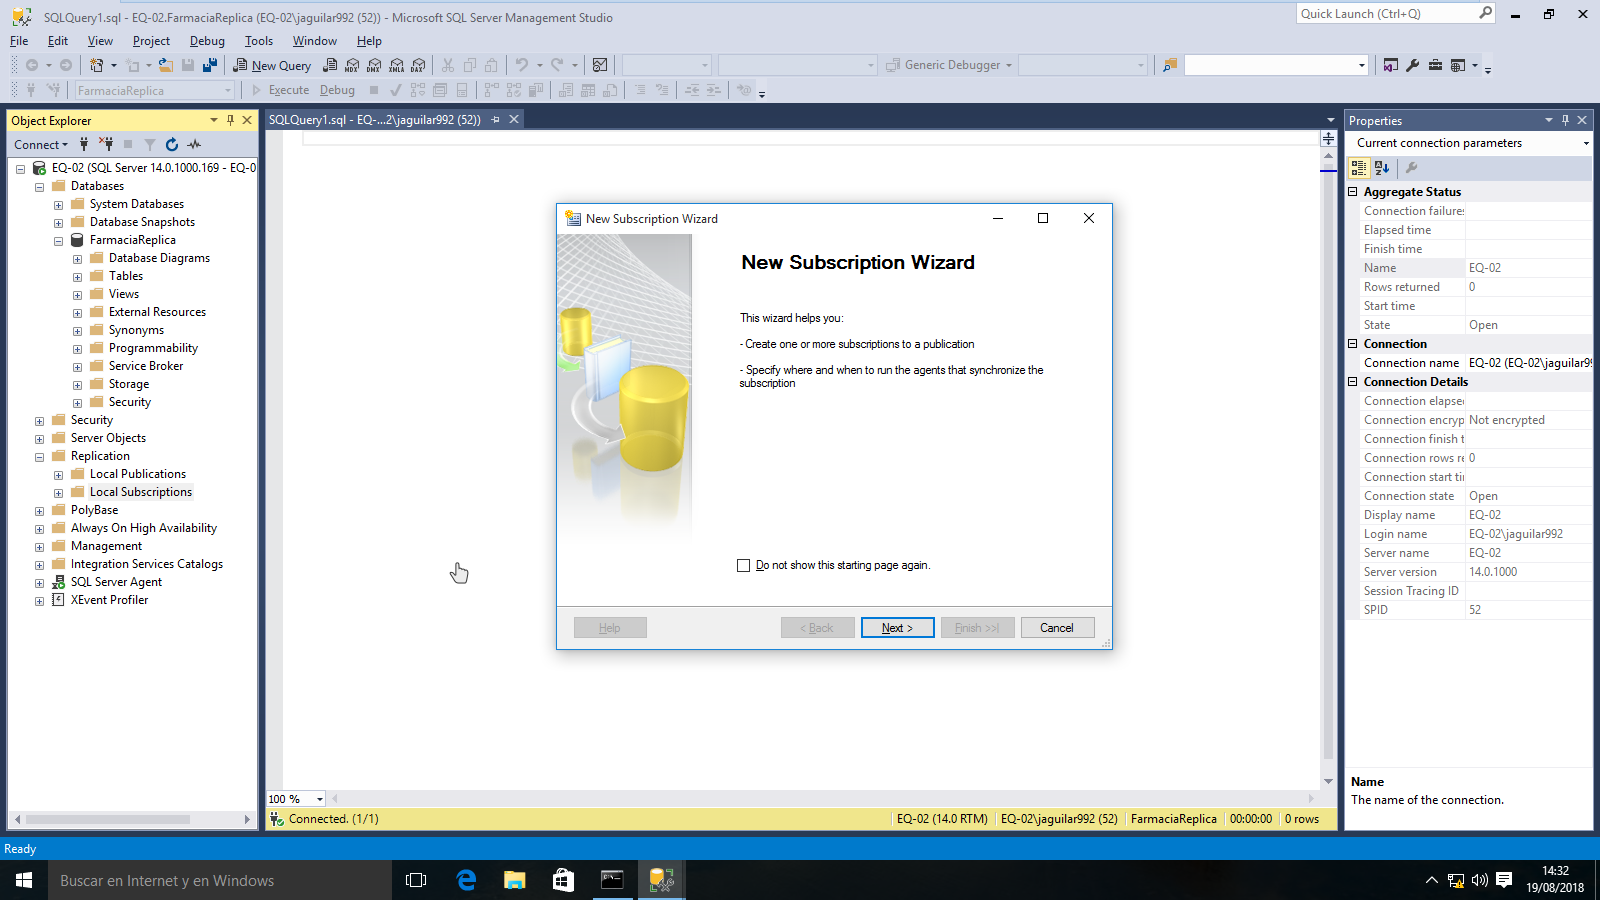 SQLQuery1.sql - EQ-02.FarmaciaReplica (EQ-02\jaguilar992 (52)) - Microsoft SQL Server Management Studio
Quick Launch (Ctrl+Q)
File Edit View Project Debug Tools Window Help
New Query MDX DMX XMLA DAX Generic Debugger
FarmaciaReplica Execute Debug
Object Explorer
Connect
EQ-02 (SQL Server 14.0.1000.169 - EQ-0
Databases
System Databases
Database Snapshots
FarmaciaReplica
Database Diagrams
Tables
Views
External Resources
Synonyms
Programmability
Service Broker
Storage
Security
Security
Server Objects
Replication
Local Publications
Local Subscriptions
PolyBase
Always On High Availability
Management
Integration Services Catalogs
SQL Server Agent
XEvent Profiler
SQLQuery1.sql - EQ-...2\jaguilar992 (52))
New Subscription Wizard
New Subscription Wizard
This wizard helps you:
- Create one or more subscriptions to a publication
- Specify where and when to run the agents that synchronize the
subscription
Do not show this starting page again.
Help < Back Next > Finish >>| Cancel
100 %
Connected. (1/1) EQ-02 (14.0 RTM) EQ-02\jaguilar992 (52) FarmaciaReplica 00:00:00 0 rows
Properties
Current connection parameters
Aggregate Status
Connection failures
Elapsed time
Finish time
Name EQ-02
Rows returned 0
Start time
State Open
Connection
Connection name EQ-02 (EQ-02\jaguilar99
Connection Details
Connection elapse
Connection encryp Not encrypted
Connection finish t
Connection rows re 0
Connection start ti
Connection state Open
Display name EQ-02
Login name EQ-02\jaguilar992
Server name EQ-02
Server version 14.0.1000
Session Tracing ID
SPID 52
Name
The name of the connection.
Ready
Buscar en Internet y en Windows
14:32
19/08/2018